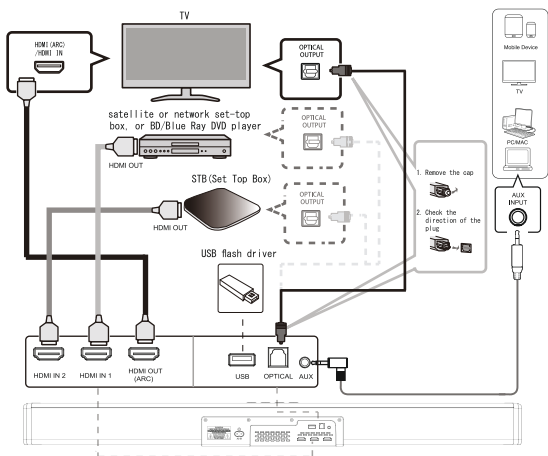 TV
HDMI(ARC)
/HDMI IN
OPTICAL
OUTPUT
Mobile Device
TV
PC/MAC
AUX
INPUT
satellite or network set-top
box, or BD/Blue Ray DVD player
HDMI OUT
OPTICAL
OUTPUT
STB(Set Top Box)
HDMI OUT
OPTICAL
OUTPUT
1. Remove the cap
2. Check the
direction of the
plug
USB flash driver
HDMI IN 2
HDMI IN 1
HDMI OUT
(ARC)
USB
OPTICAL
AUX